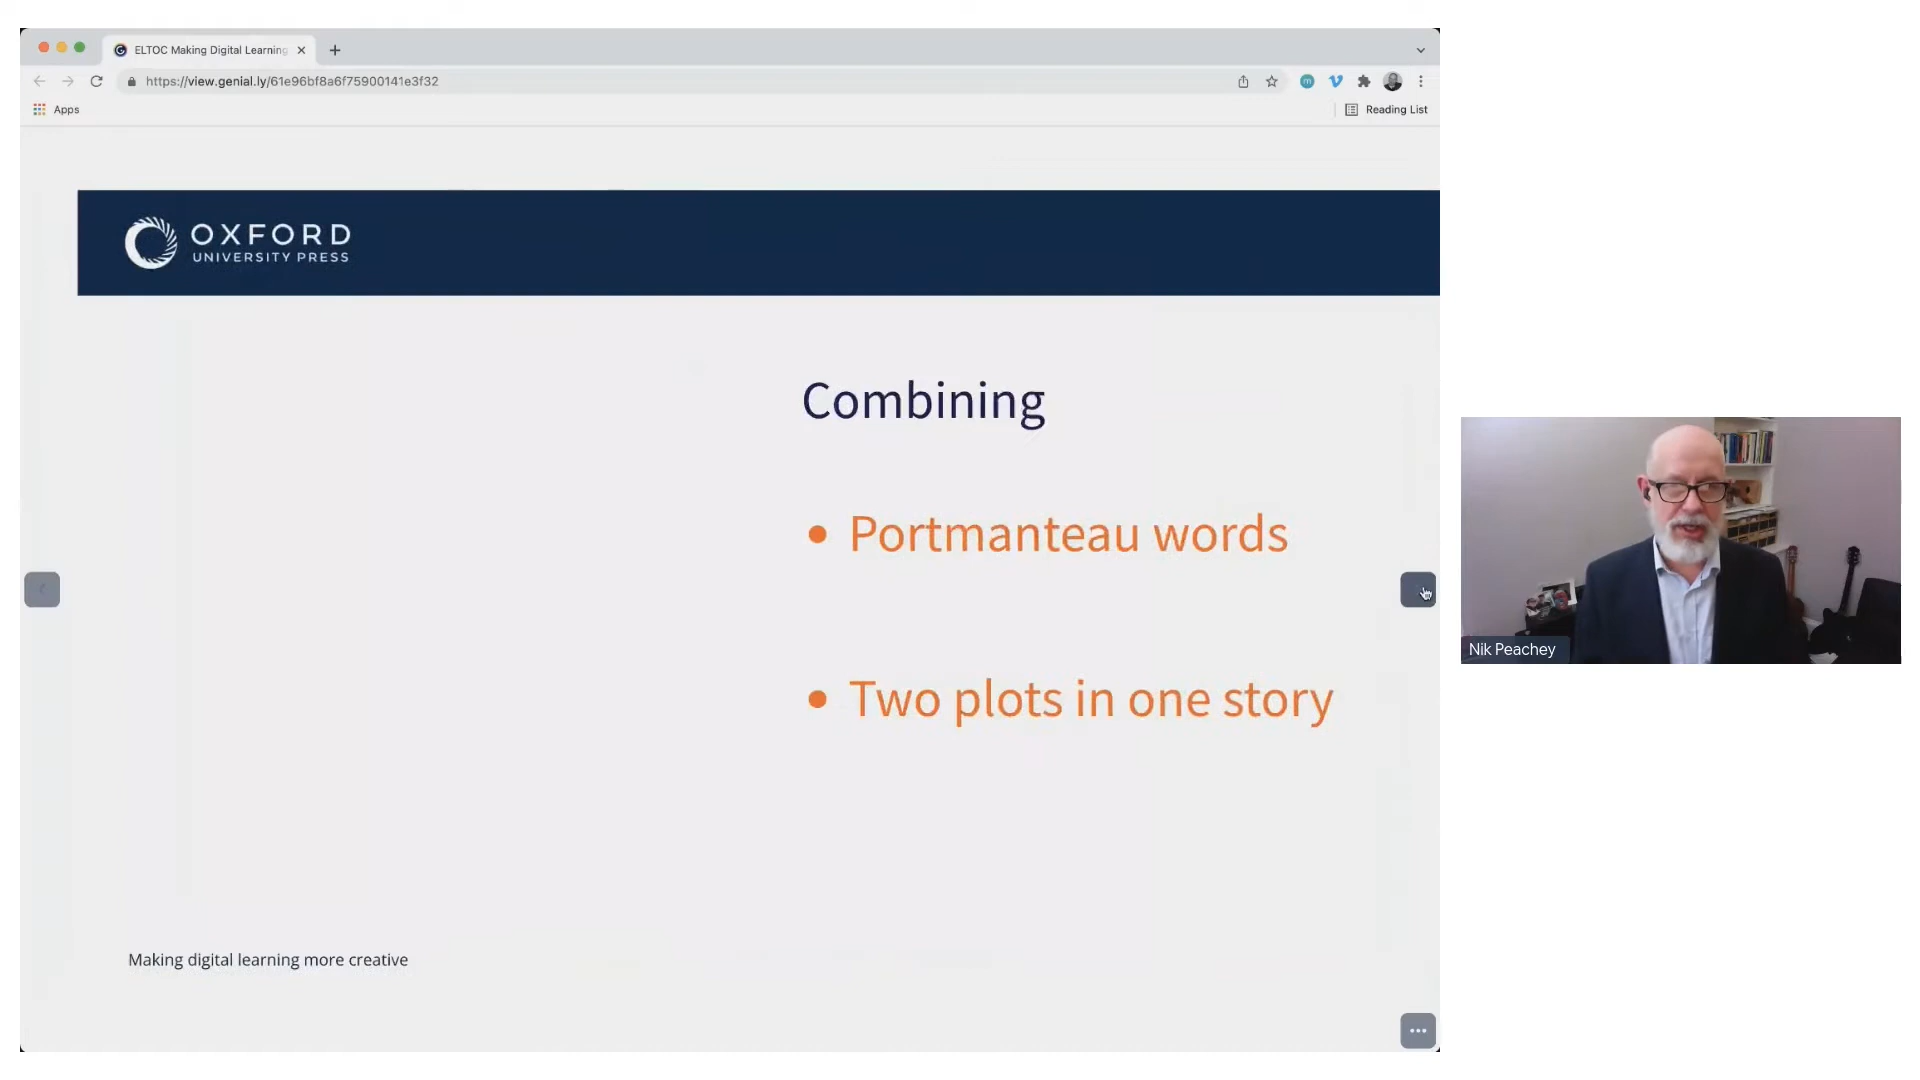 ELTOC Making Digital Learning
https://view.genial.ly/61e96bf8a6f75900141e3f32
Apps
Reading List
OXFORD
UNIVERSITY PRESS
Combining
• Portmanteau words
• Two plots in one story
Nik Peachey
Making digital learning more creative